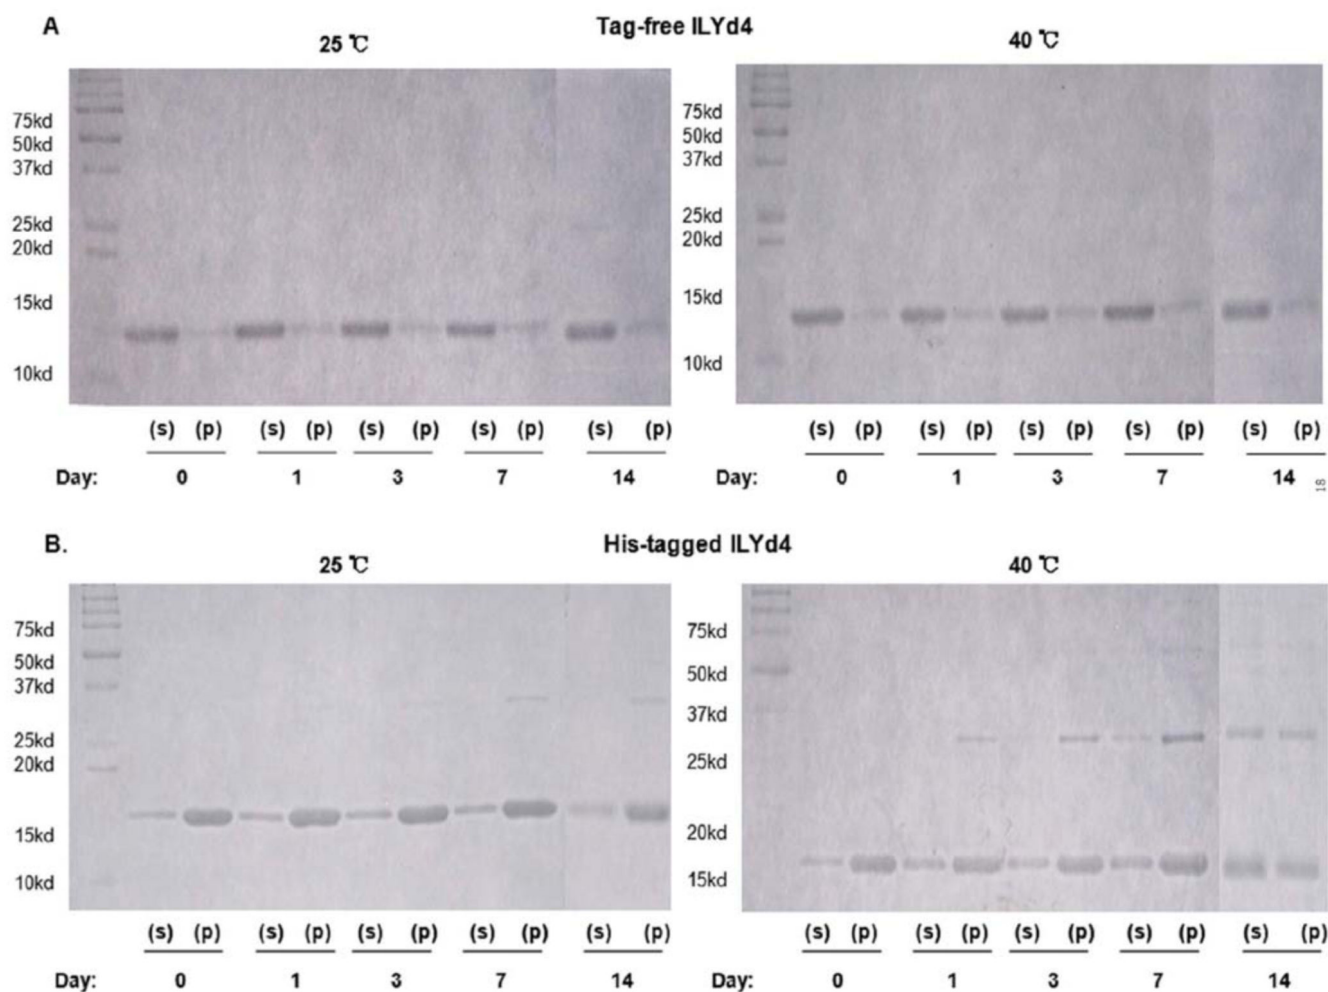 A
Tag-free ILYd4
25 ℃
40 ℃
75kd
50kd
37kd
25kd
20kd
15kd
10kd
75kd
50kd
37kd
25kd
20kd
15kd
10kd
(s) (p) (s) (p) (s) (p) (s) (p) (s) (p)
(s) (p) (s) (p) (s) (p) (s) (p) (s) (p)
Day: 0 1 3 7 14
Day: 0 1 3 7 14
18
B.
His-tagged ILYd4
25 ℃
40 ℃
75kd
50kd
37kd
25kd
20kd
15kd
10kd
75kd
50kd
37kd
25kd
20kd
15kd
(s) (p) (s) (p) (s) (p) (s) (p) (s) (p)
(s) (p) (s) (p) (s) (p) (s) (p) (s) (p)
Day: 0 1 3 7 14
Day: 0 1 3 7 14